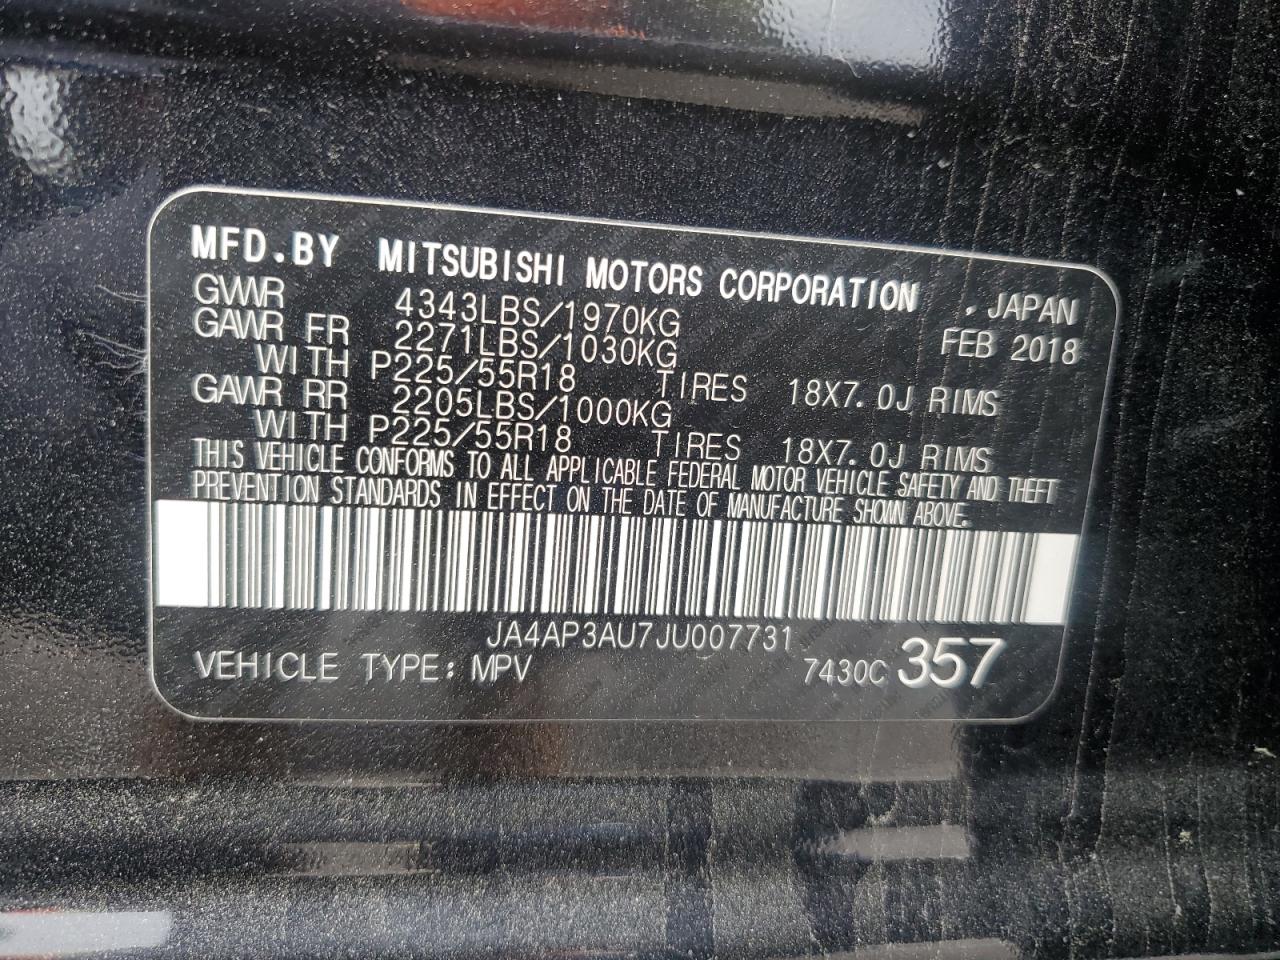 MFD.BY MITSUBISHI MOTORS CORPORATION , JAPAN
GWWR 4343LBS/1970KG FEB 2018
GAWR FR 2271LBS/1030KG
WITH P225/55R18 TIRES 18X7.0J RIMS
GAWR RR 2205LBS/1000KG
WITH P225/55R18 TIRES 18X7.0J RIMS
THIS VEHICLE CONFORMS TO ALL APPLICABLE FEDERAL MOTOR VEHICLE SAFETY AND THEFT
PREVENTION STANDARDS IN EFFECT ON THE DATE OF MANUFACTURE SHOWN ABOVE.
JA4AP3AU7JU007731
VEHICLE TYPE: MPV 7430C 357